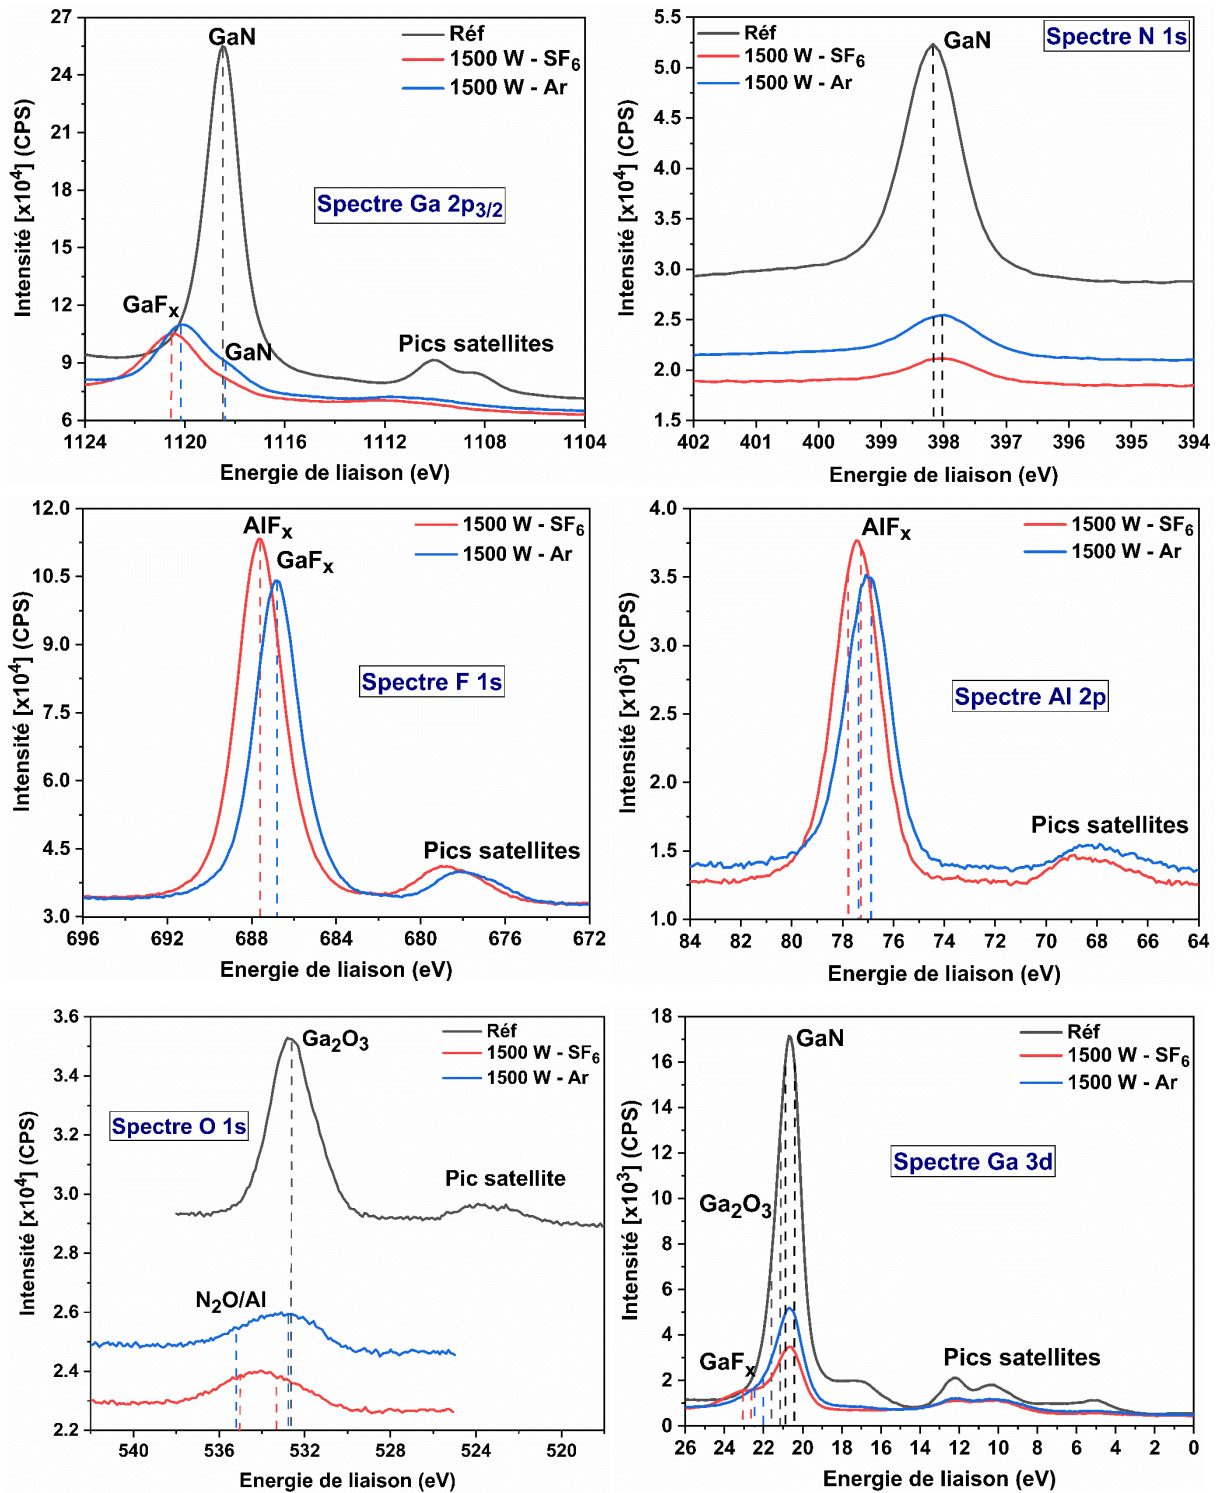 27
24
21
18
15
12
9
6
Intensité [x10⁴] (CPS)
GaN
Réf
1500 W - SF₆
1500 W - Ar
Spectre Ga 2p₃/₂
GaFₓ
GaN
Pics satellites
1124 1120 1116 1112 1108 1104
Energie de liaison (eV)
5.5
5.0
4.5
4.0
3.5
3.0
2.5
2.0
1.5
Intensité [x10⁴] (CPS)
Réf
1500 W - SF₆
1500 W - Ar
GaN
Spectre N 1s
402 401 400 399 398 397 396 395 394
Energie de liaison (eV)
12.0
10.5
9.0
7.5
6.0
4.5
3.0
Intensité [x10⁴] (CPS)
AlFₓ
GaFₓ
1500 W - SF₆
1500 W - Ar
Spectre F 1s
Pics satellites
696 692 688 684 680 676 672
Energie de liaison (eV)
4.0
3.5
3.0
2.5
2.0
1.5
1.0
Intensité [x10³] (CPS)
AlFₓ
1500 W - SF₆
1500 W - Ar
Spectre Al 2p
Pics satellites
84 82 80 78 76 74 72 70 68 66 64
Energie de liaison (eV)
3.6
3.4
3.2
3.0
2.8
2.6
2.4
2.2
Intensité [x10⁴] (CPS)
Ga₂O₃
Réf
1500 W - SF₆
1500 W - Ar
Spectre O 1s
Pic satellite
N₂O/Al
540 536 532 528 524 520
Energie de liaison (eV)
18
16
14
12
10
8
6
4
2
0
Intensité [x10³] (CPS)
GaN
Réf
1500 W - SF₆
1500 W - Ar
Spectre Ga 3d
Ga₂O₃
GaFₓ
Pics satellites
26 24 22 20 18 16 14 12 10 8 6 4 2 0
Energie de liaison (eV)